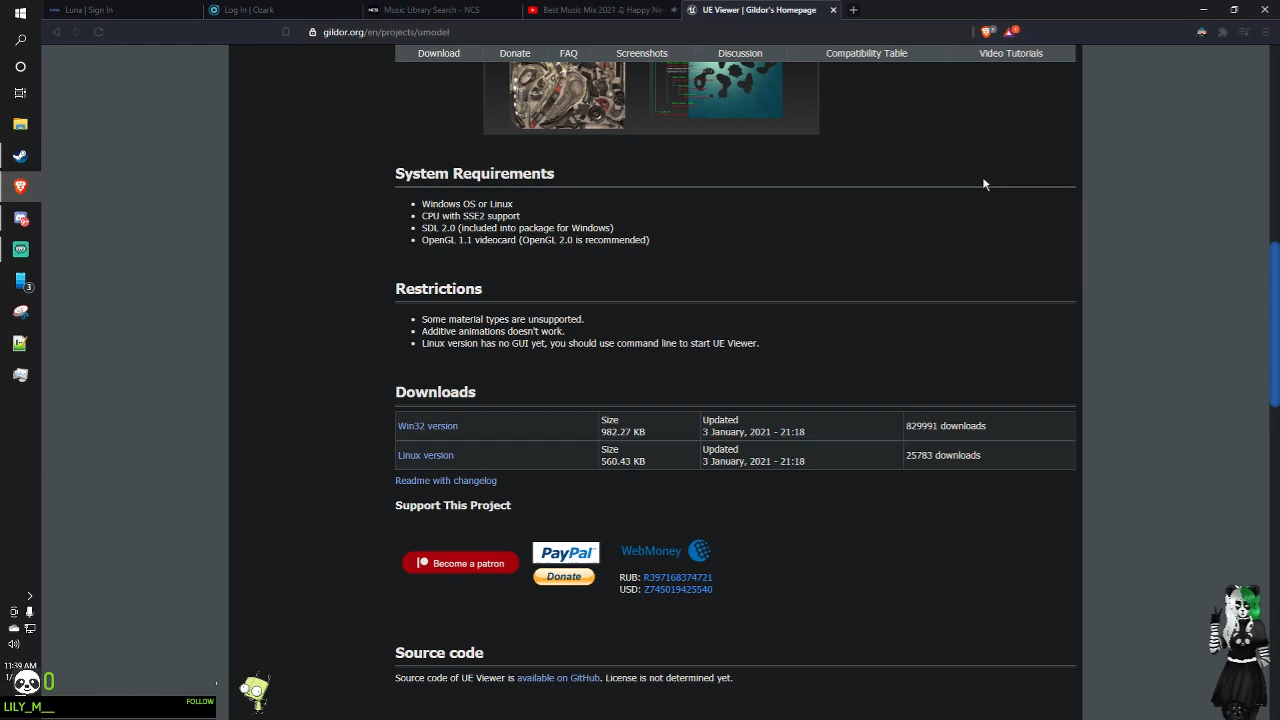 Luna | Sign In
Log In | Ozark
Music Library Search - NCS
Best Music Mix 2021 ♫ Happy Ne
UE Viewer | Gildor's Homepage
gildor.org/en/projects/umodel
Download
Donate
FAQ
Screenshots
Discussion
Compatibility Table
Video Tutorials
System Requirements
Windows OS or Linux
CPU with SSE2 support
SDL 2.0 (included into package for Windows)
OpenGL 1.1 videocard (OpenGL 2.0 is recommended)
Restrictions
Some material types are unsupported.
Additive animations doesn't work.
Linux version has no GUI yet, you should use command line to start UE Viewer.
Downloads
Win32 version
Size
982.27 KB
Updated
3 January, 2021 - 21:18
829991 downloads
Linux version
Size
560.43 KB
Updated
3 January, 2021 - 21:18
25783 downloads
Readme with changelog
Support This Project
Become a patron
PayPal
Donate
WebMoney
RUB: R397168374721
USD: Z745019425540
Source code
Source code of UE Viewer is available on GitHub. License is not determined yet.
3
11:39 AM
0
FOLLOW
LILY_M__